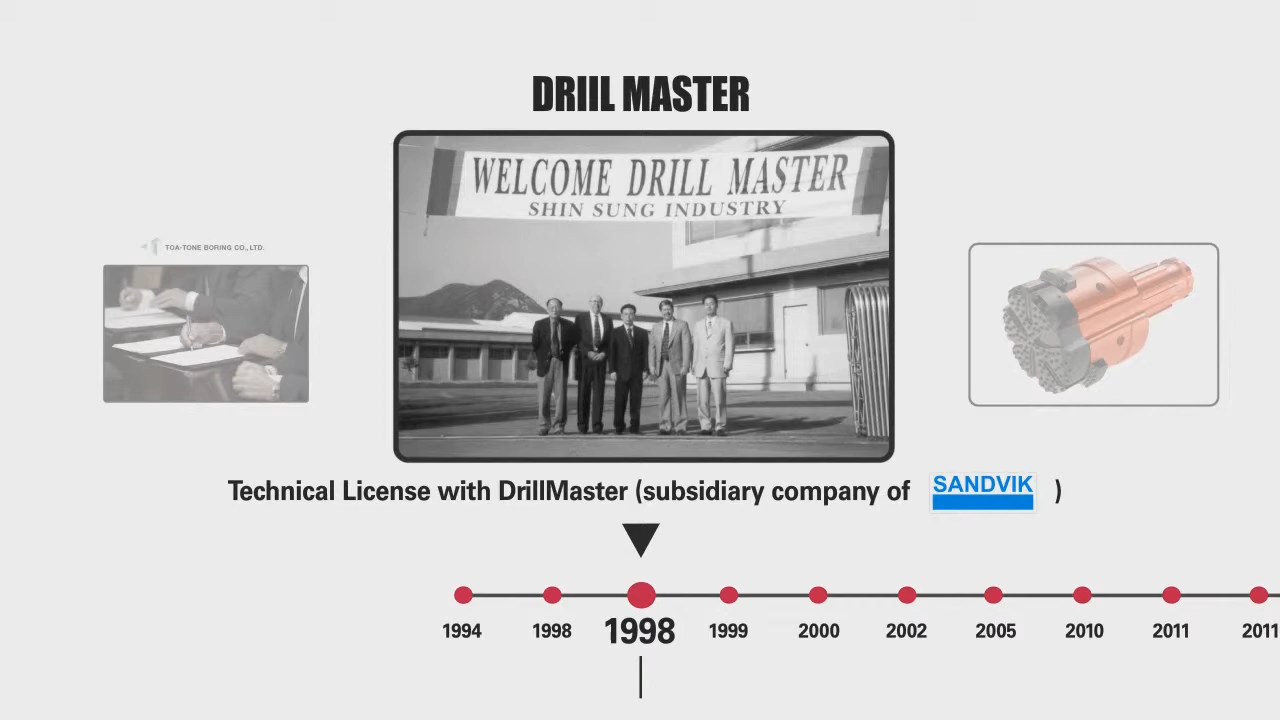 DRIIL MASTER
WELCOME DRILL MASTER
SHIN SUNG INDUSTRY
TOA-TONE BORING CO., LTD.
Technical License with DrillMaster (subsidiary company of SANDVIK )
1994 1998 1998 1999 2000 2002 2005 2010 2011 2011